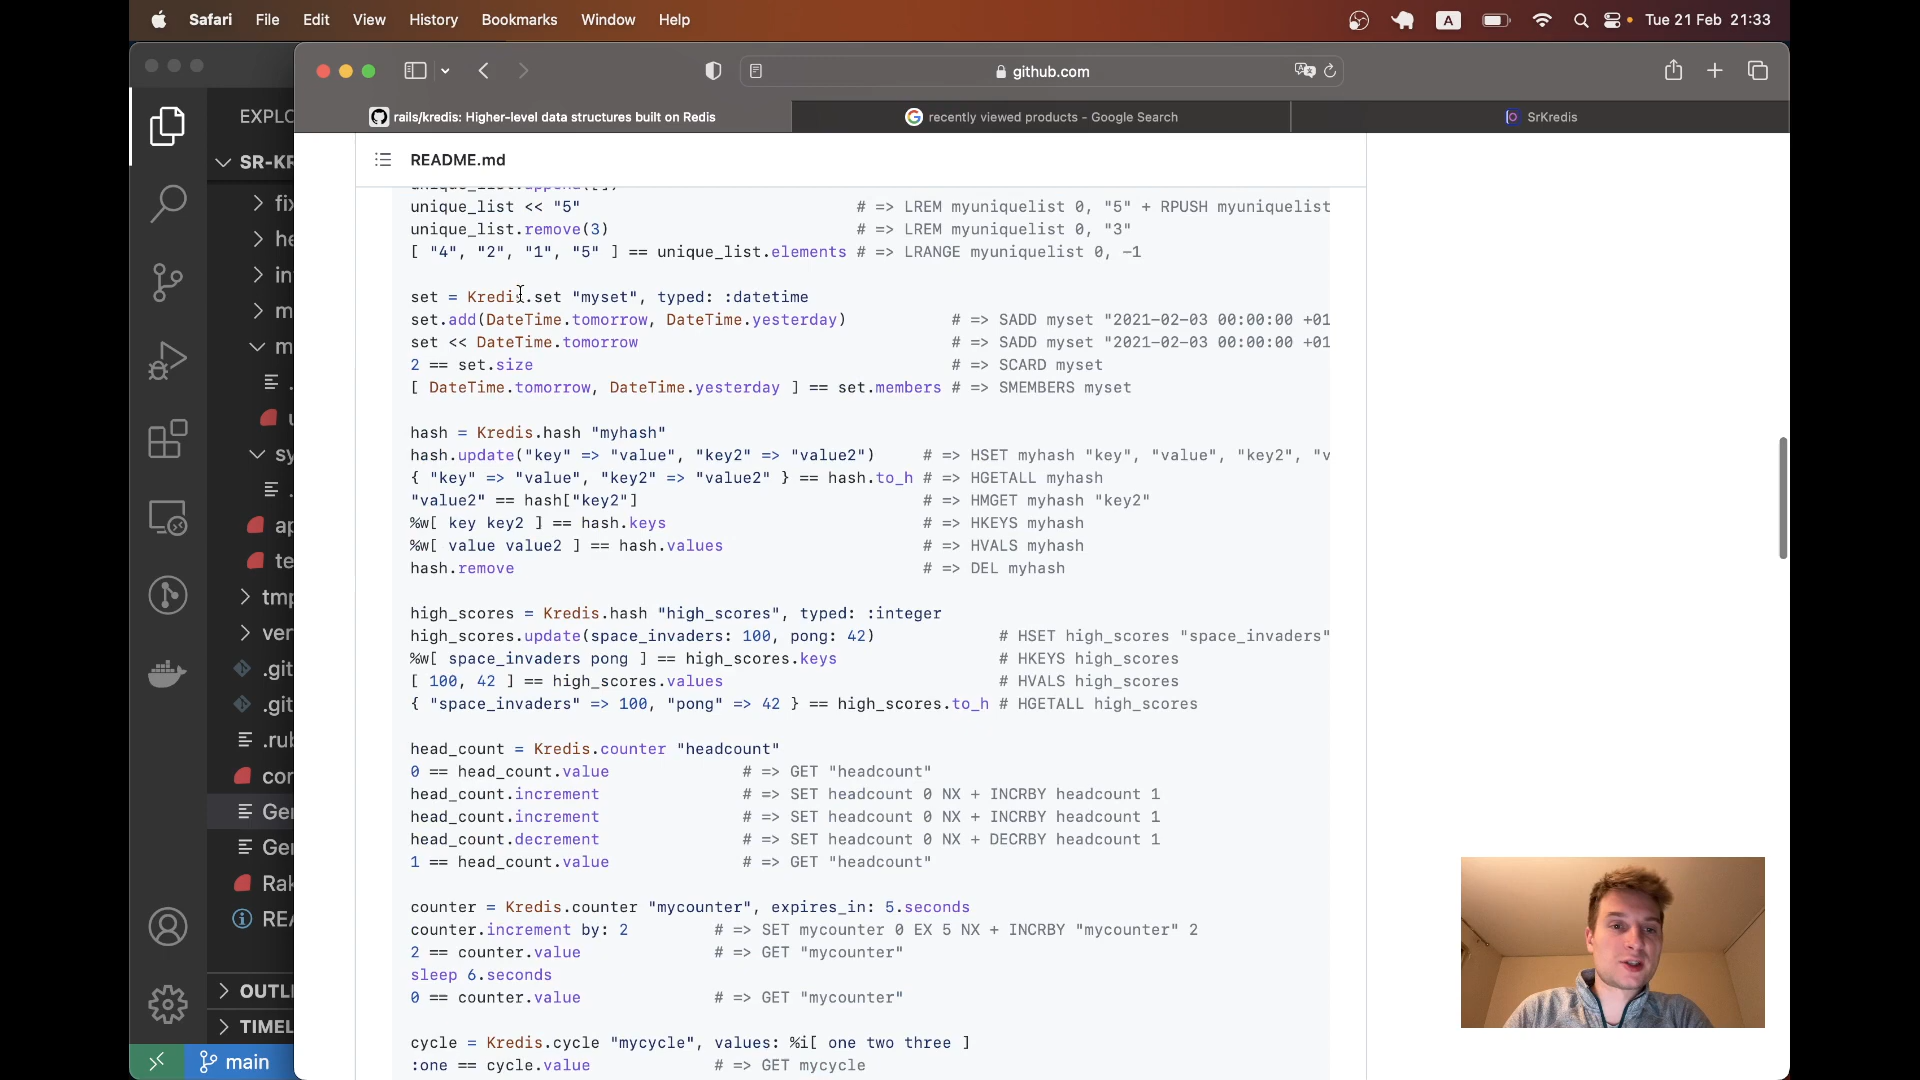 Safari File Edit View History Bookmarks Window Help A Tue 21 Feb 21:33
github.com
rails/kredis: Higher-level data structures built on Redis
recently viewed products - Google Search
SrKredis
EXPLO
SR-KR
fix
he
in
m
m
.
u
sy
.
ap
te
tmp
ver
.git
.git
.rub
cor
Ger
Ger
Rak
REA
OUTLI
TIMEL
main
README.md
unique_list << "5" # => LREM myuniquelist 0, "5" + RPUSH myuniquelist
unique_list.remove(3) # => LREM myuniquelist 0, "3"
[ "4", "2", "1", "5" ] == unique_list.elements # => LRANGE myuniquelist 0, -1
set = Kredis.set "myset", typed: :datetime
set.add(DateTime.tomorrow, DateTime.yesterday) # => SADD myset "2021-02-03 00:00:00 +01
set << DateTime.tomorrow # => SADD myset "2021-02-03 00:00:00 +01
2 == set.size # => SCARD myset
[ DateTime.tomorrow, DateTime.yesterday ] == set.members # => SMEMBERS myset
hash = Kredis.hash "myhash"
hash.update("key" => "value", "key2" => "value2") # => HSET myhash "key", "value", "key2", "v
{ "key" => "value", "key2" => "value2" } == hash.to_h # => HGETALL myhash
"value2" == hash["key2"] # => HMGET myhash "key2"
%w[ key key2 ] == hash.keys # => HKEYS myhash
%w[ value value2 ] == hash.values # => HVALS myhash
hash.remove # => DEL myhash
high_scores = Kredis.hash "high_scores", typed: :integer
high_scores.update(space_invaders: 100, pong: 42) # HSET high_scores "space_invaders"
%w[ space_invaders pong ] == high_scores.keys # HKEYS high_scores
[ 100, 42 ] == high_scores.values # HVALS high_scores
{ "space_invaders" => 100, "pong" => 42 } == high_scores.to_h # HGETALL high_scores
head_count = Kredis.counter "headcount"
0 == head_count.value # => GET "headcount"
head_count.increment # => SET headcount 0 NX + INCRBY headcount 1
head_count.increment # => SET headcount 0 NX + INCRBY headcount 1
head_count.decrement # => SET headcount 0 NX + DECRBY headcount 1
1 == head_count.value # => GET "headcount"
counter = Kredis.counter "mycounter", expires_in: 5.seconds
counter.increment by: 2 # => SET mycounter 0 EX 5 NX + INCRBY "mycounter" 2
2 == counter.value # => GET "mycounter"
sleep 6.seconds
0 == counter.value # => GET "mycounter"
cycle = Kredis.cycle "mycycle", values: %i[ one two three ]
:one == cycle.value # => GET mycycle